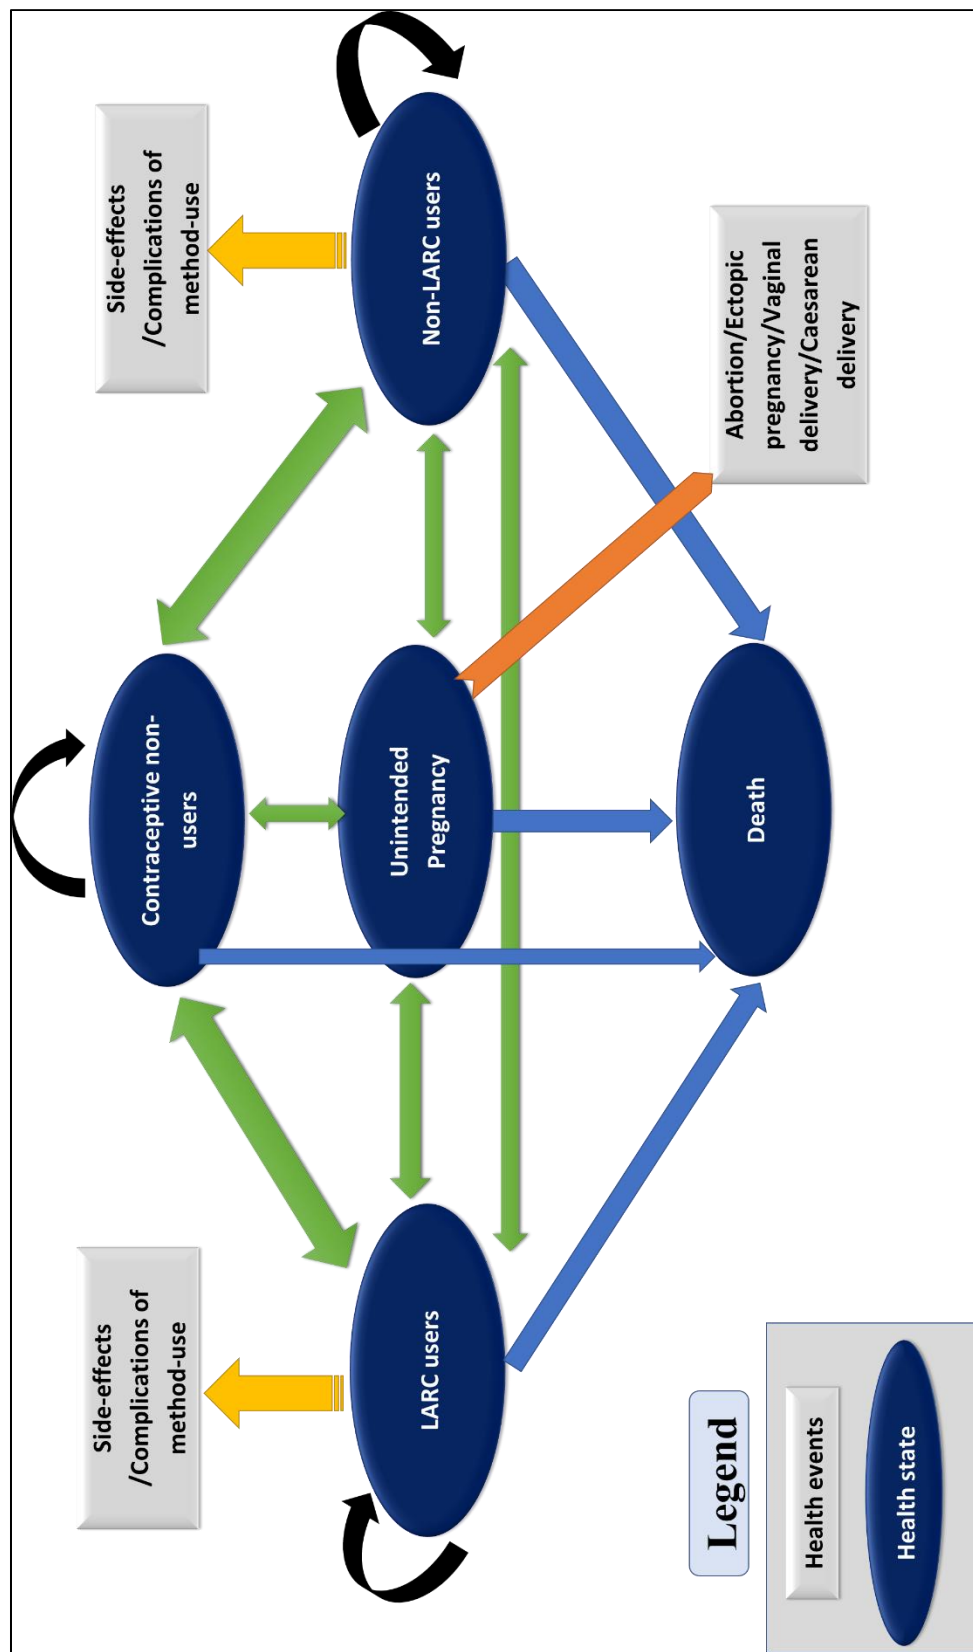 Side-effects
/Complications of
method-use
Side-effects
/Complications of
method-use
Contraceptive non-
users
LARC users
Unintended
Pregnancy
Non-LARC users
Death
Abortion/Ectopic
pregnancy/Vaginal
delivery/Caesarean
delivery
Legend
Health events
Health state